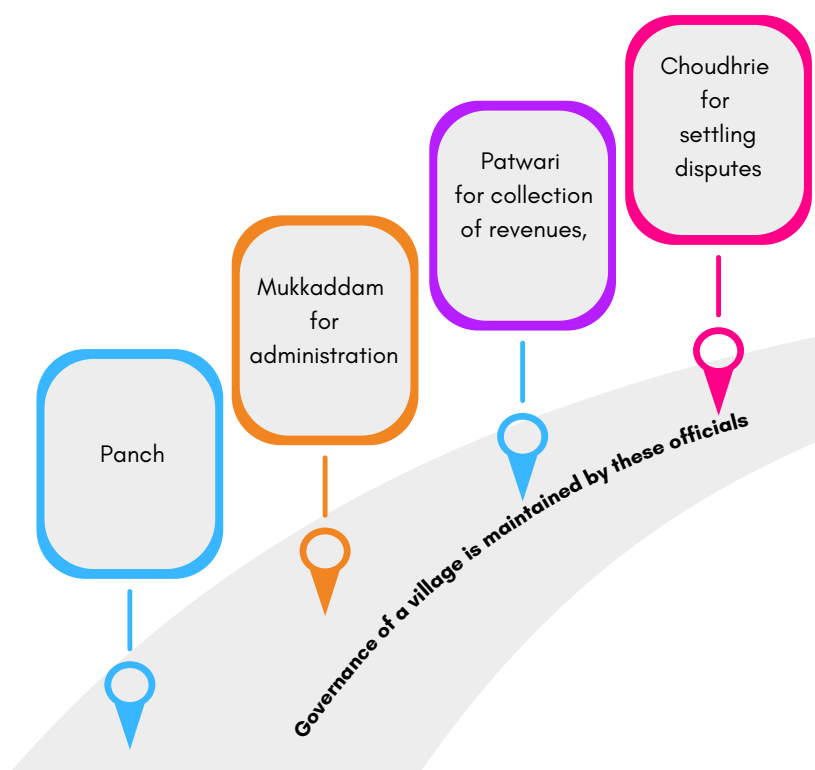 Panch
Mukkaddam
for
administration
Patwari
for collection
of revenues,
Choudhrie
for
settling
disputes
Governance of a village is maintained by these officials